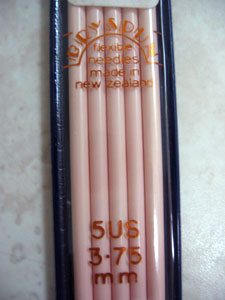 flexible
needles
made in
new zealand
5US
3.75
mm